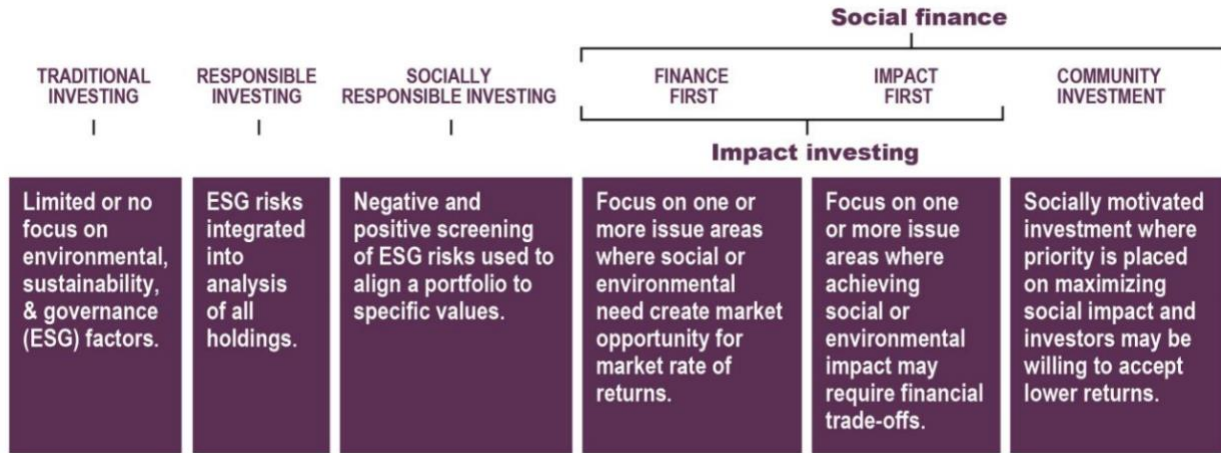 Social finance
TRADITIONAL
INVESTING
RESPONSIBLE
INVESTING
SOCIALLY
RESPONSIBLE INVESTING
FINANCE
FIRST
IMPACT
FIRST
COMMUNITY
INVESTMENT
Impact investing
Limited or no
focus on
environmental,
sustainability,
& governance
(ESG) factors.
ESG risks
integrated
into
analysis
of all
holdings.
Negative and
positive screening
of ESG risks used to
align a portfolio to
specific values.
Focus on one or
more issue areas
where social or
environmental
need create market
opportunity for
market rate of
returns.
Focus on one
or more issue
areas where
achieving
social or
environmental
impact may
require financial
trade-offs.
Socially motivated
investment where
priority is placed
on maximizing
social impact and
investors may be
willing to accept
lower returns.